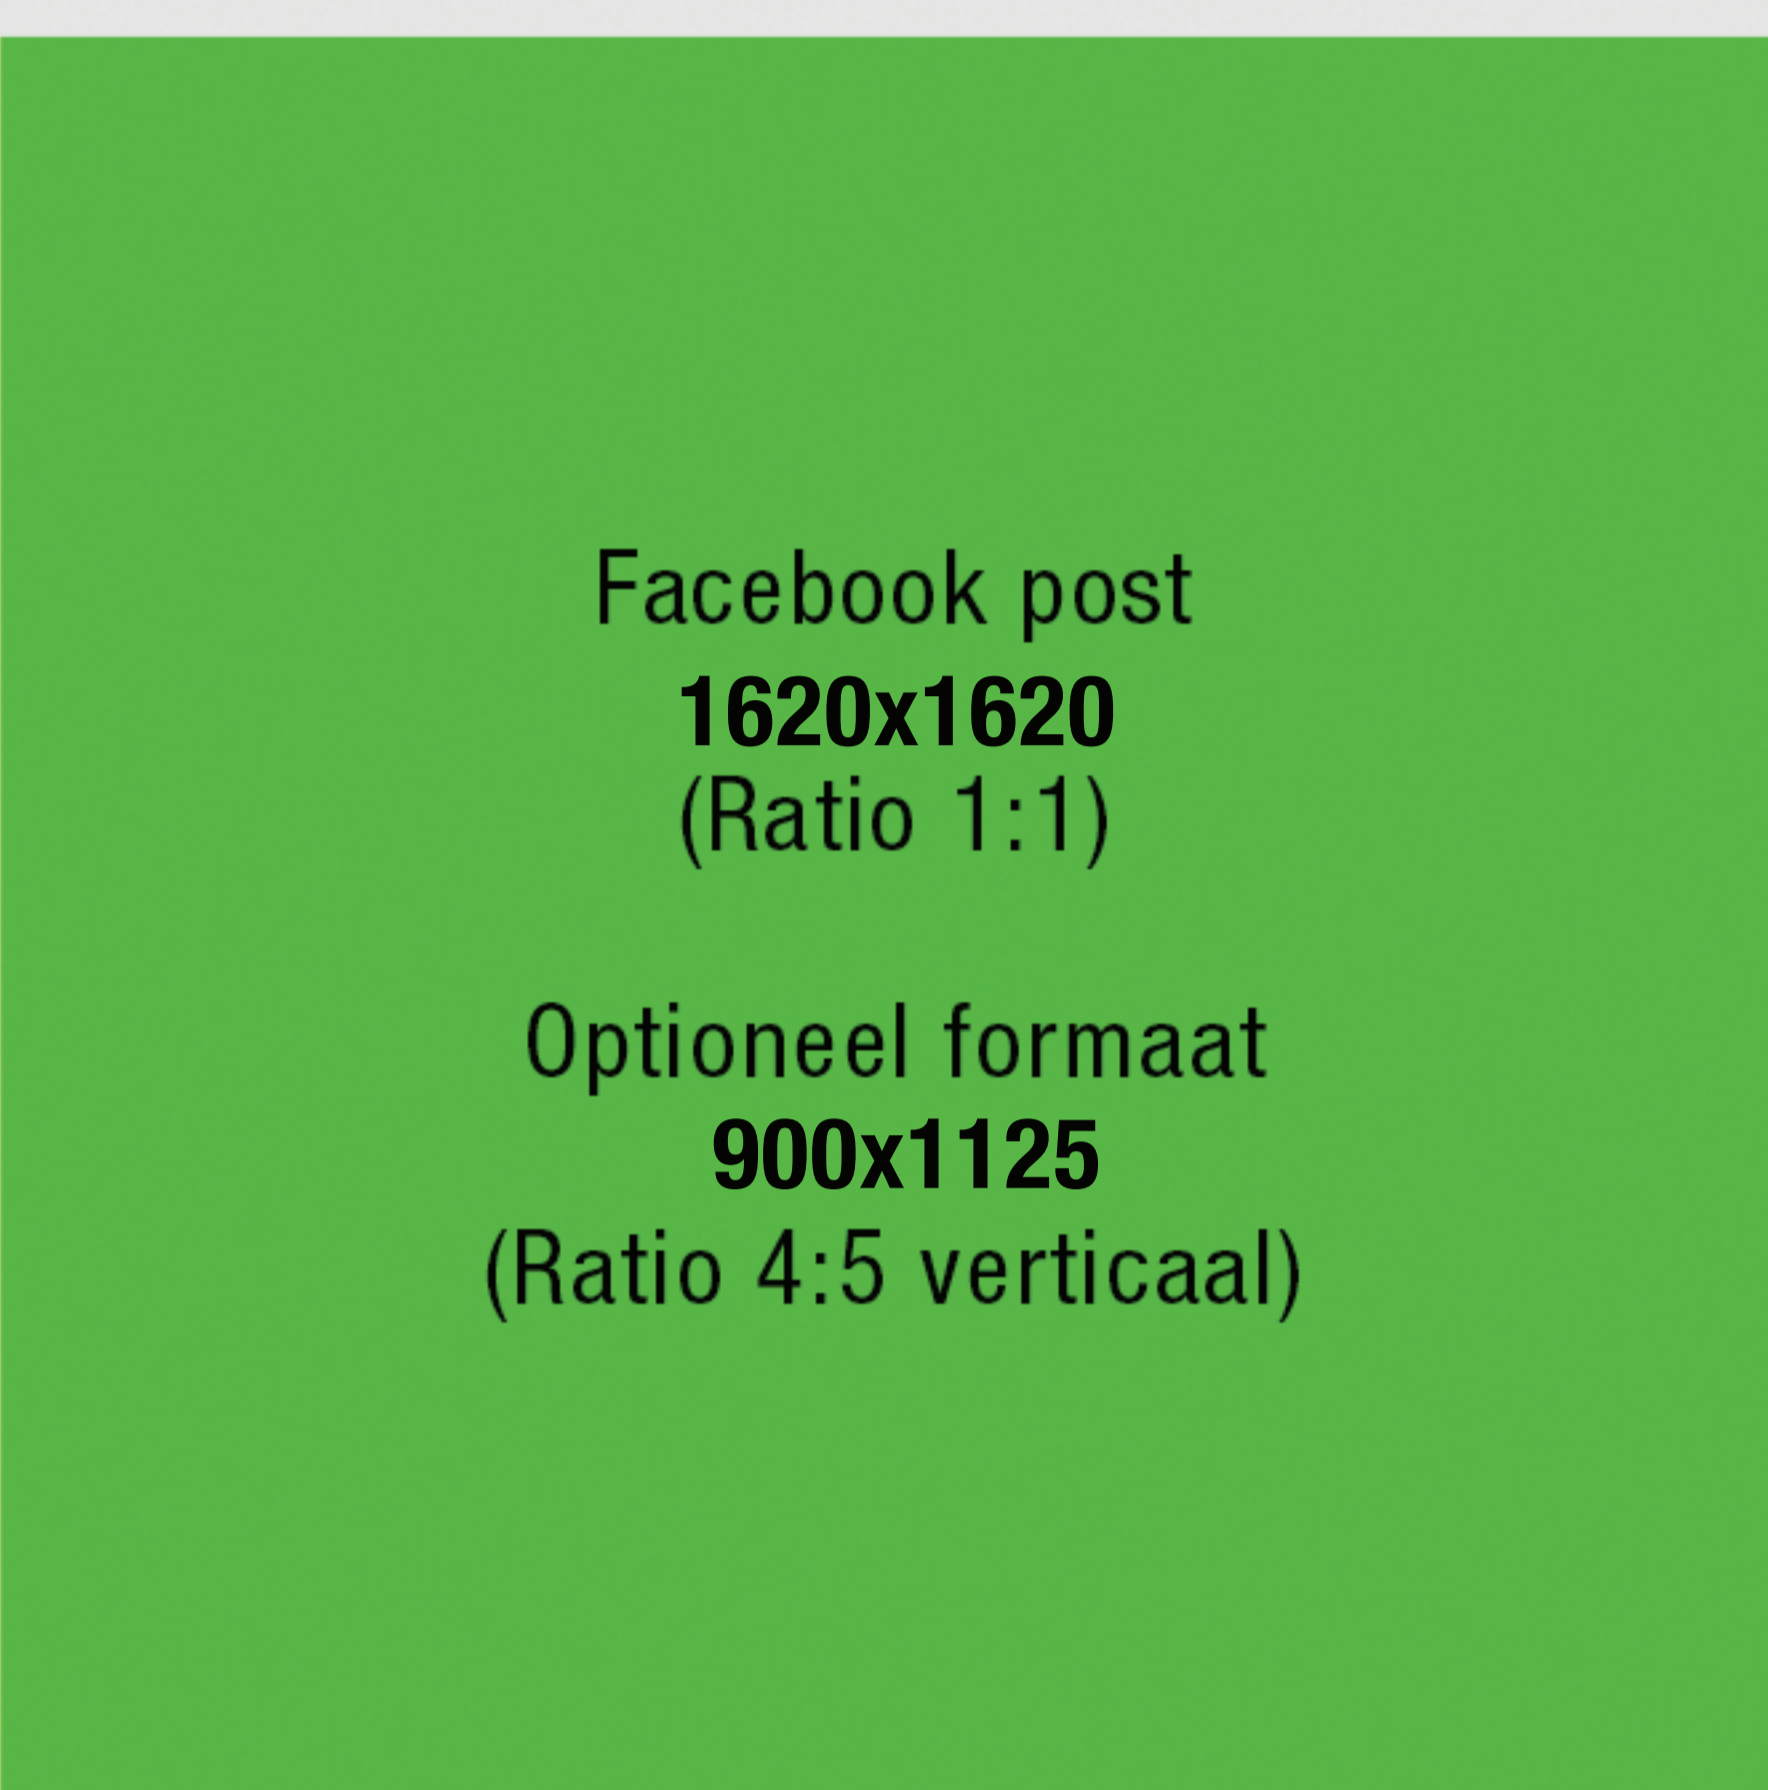 Facebook post
1620x1620
(Ratio 1:1)
Optioneel formaat
900x1125
(Ratio 4:5 verticaal)